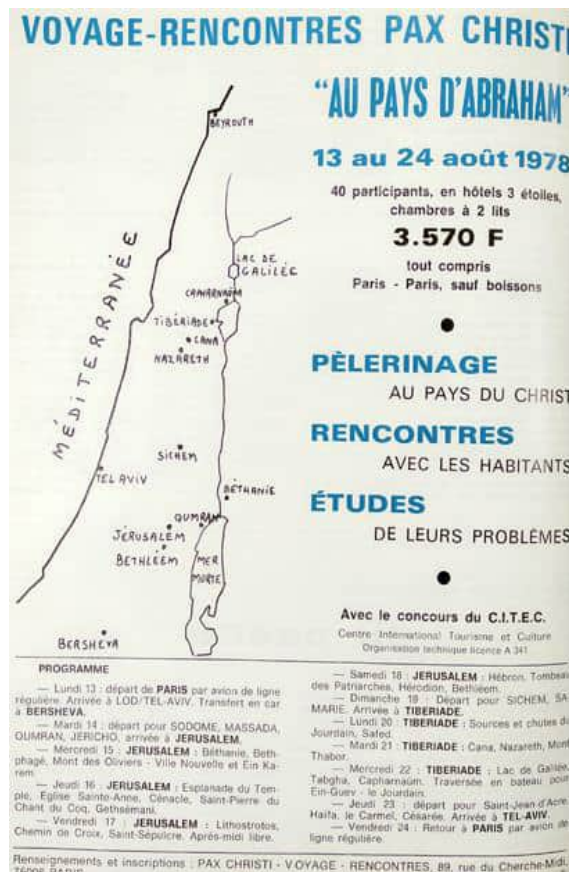 VOYAGE-RENCONTRES PAX CHRISTI
"AU PAYS D'ABRAHAM"
13 au 24 août 1978
40 participants, en hôtels 3 étoiles,
chambres à 2 lits
3.570 F
tout compris
Paris - Paris, sauf boissons
PÈLERINAGE
AU PAYS DU CHRIST
RENCONTRES
AVEC LES HABITANTS
ÉTUDES
DE LEURS PROBLÈMES
Avec le concours du C.I.T.E.C.
Centre International Tourisme et Culture
Organisation technique licence A 341
BEYROUTH
MÉDITERRANÉE
LAC DE
GALILÉE
CAPHARNAÜM
TIBÉRIADE
CANA
NAZARETH
SICHEM
TEL AVIV
BÉTHANIE
QUMRAN
JÉRUSALEM
BETHLÉEM
MER
MORTE
BERSHEVA
PROGRAMME
— Lundi 13 : départ de PARIS par avion de ligne
régulière. Arrivée à LOD/TEL-AVIV. Transfert en car
à BERSHEVA.
— Mardi 14 : départ pour SODOME, MASSADA,
QUMRAN, JERICHO, arrivée à JERUSALEM.
— Mercredi 15 : JERUSALEM : Béthanie, Beth-
phagé, Mont des Oliviers - Ville Nouvelle et Ein Ka-
rem.
— Jeudi 16 : JERUSALEM : Esplanade du Tem-
ple, Eglise Sainte-Anne, Cénacle, Saint-Pierre du
Chant du Coq, Gethsémani.
— Vendredi 17 : JERUSALEM : Lithostrotos,
Chemin de Croix, Saint-Sépulcre. Après-midi libre.
— Samedi 18 : JERUSALEM : Hébron, Tombeau
des Patriarches, Hérodion, Bethléem.
— Dimanche 19 : Départ pour SICHEM, SA-
MARIE. Arrivée à TIBERIADE.
— Lundi 20 : TIBERIADE : Sources et chutes du
Jourdain, Safed.
— Mardi 21 : TIBERIADE : Cana, Nazareth, Mont
Thabor.
— Mercredi 22 : TIBERIADE : Lac de Galilée,
Tabgha, Capharnaüm. Traversée en bateau pour
Ein-Guev - le Jourdain.
— Jeudi 23 : départ pour Saint-Jean d'Acre,
Haïfa, le Carmel, Césarée. Arrivée à TEL-AVIV.
— Vendredi 24 : Retour à PARIS par avion de
ligne régulière.
Renseignements et inscriptions : PAX CHRISTI - VOYAGE - RENCONTRES, 89, rue du Cherche-Midi,
75006 PARIS